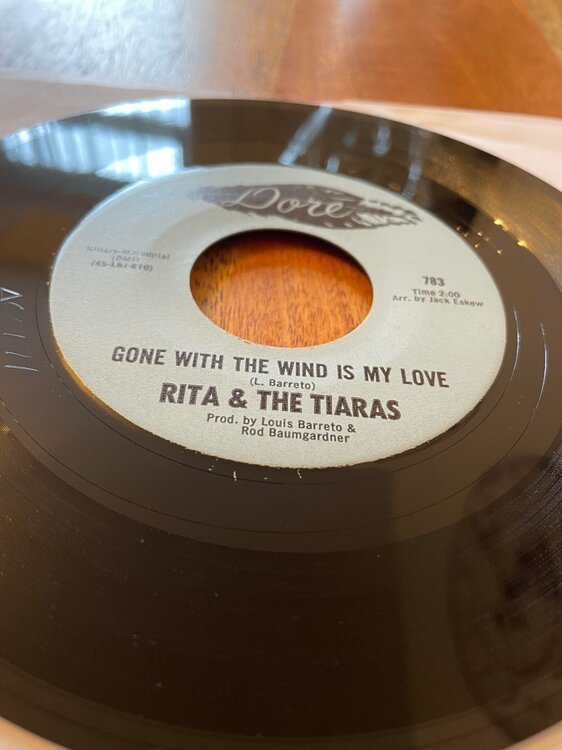 Doré
Hillary-Marsupial
(BMI)
(45-LBJ-610)
783
Time 2:00
Arr. by Jack Eskew
GONE WITH THE WIND IS MY LOVE
(L. Barreto)
RITA & THE TIARAS
Prod. by Louis Barreto &
Rod Baumgardner